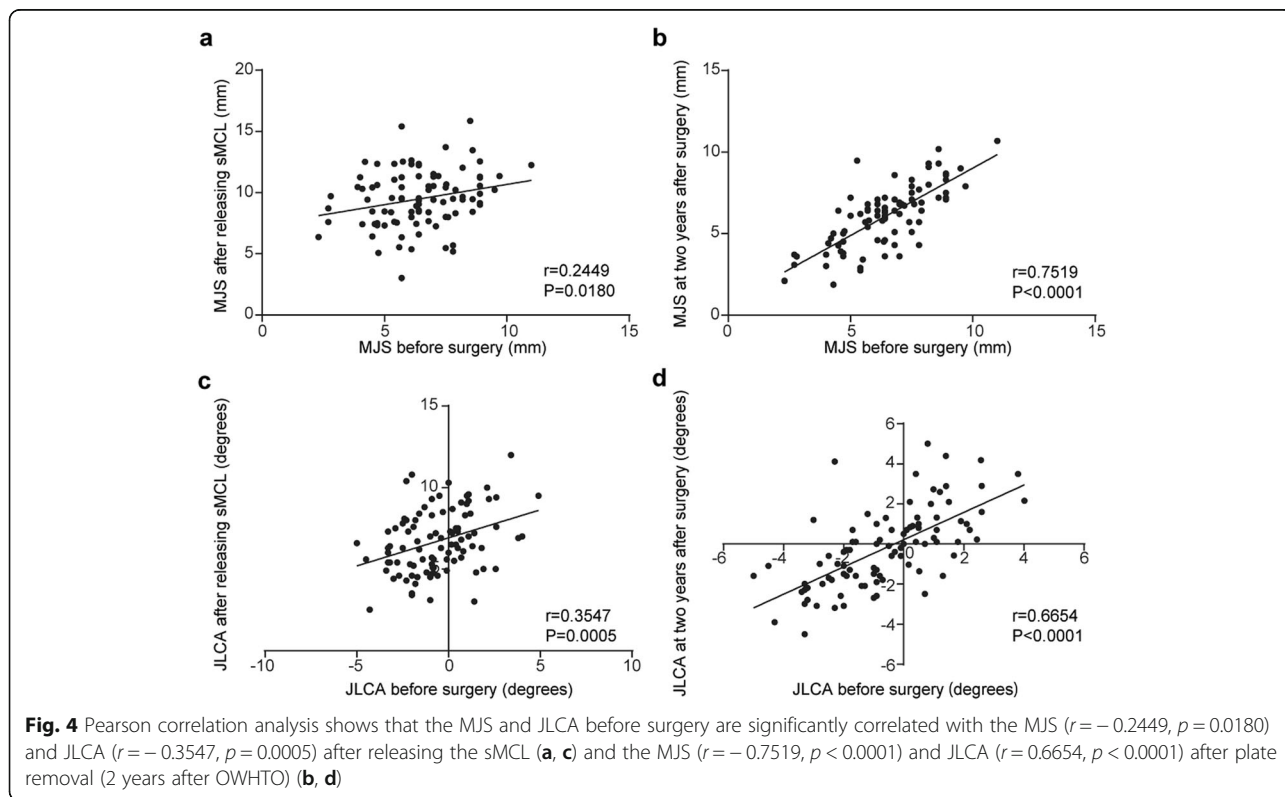 a
20
15
10
5
0
0
5
10
15
MJS after releasing sMCL (mm)
MJS before surgery (mm)
r=0.2449
P=0.0180
b
15
10
5
0
0
5
10
15
MJS at two years after surgery (mm)
MJS before surgery (mm)
r=0.7519
P<0.0001
c
15
10
-10
-5
0
5
10
JLCA after releasing sMCL (degrees)
JLCA before surgery (degrees)
r=0.3547
P=0.0005
d
6
4
2
-6
-4
-2
0
2
4
6
-2
-4
-6
JLCA at two years after surgery (degrees)
JLCA before surgery (degrees)
r=0.6654
P<0.0001
Fig. 4 Pearson correlation analysis shows that the MJS and JLCA before surgery are significantly correlated with the MJS (r = − 0.2449, p = 0.0180)
and JLCA (r = − 0.3547, p = 0.0005) after releasing the sMCL (a, c) and the MJS (r = − 0.7519, p < 0.0001) and JLCA (r = 0.6654, p < 0.0001) after plate
removal (2 years after OWHTO) (b, d)